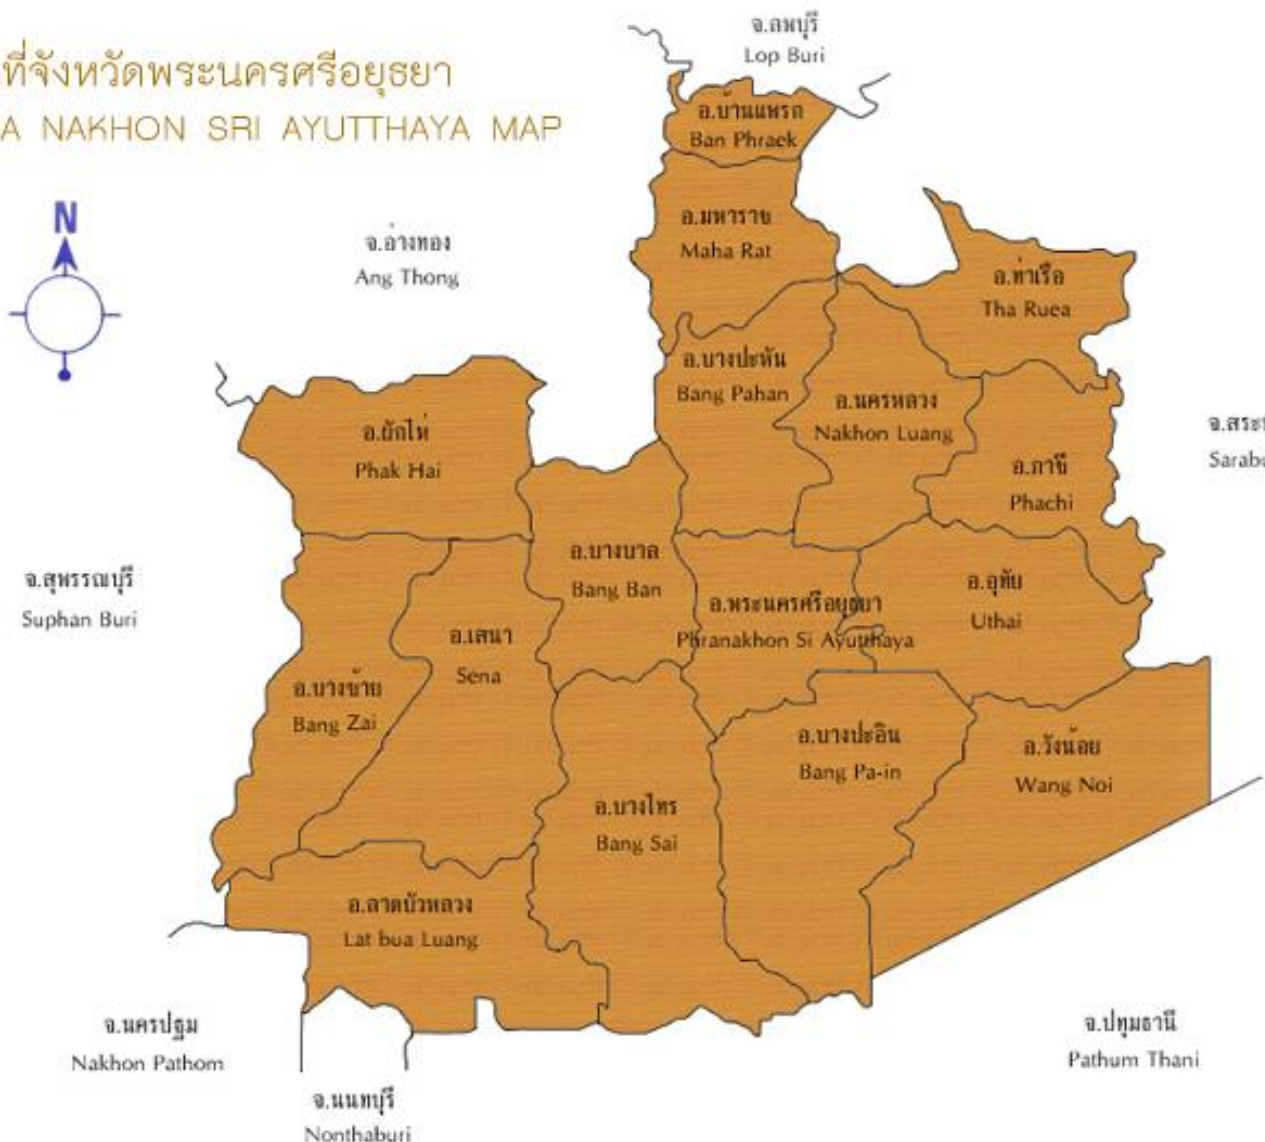 ที่จังหวัดพระนครศรีอยุธยา
A NAKHON SRI AYUTTHAYA MAP
N
จ.ลพบุรี
Lop Buri
อ.บ้านแพรก
Ban Phraek
อ.มหาราช
Maha Rat
จ.อ่างทอง
Ang Thong
อ.ท่าเรือ
Tha Ruea
อ.บางปะหัน
Bang Pahan
อ.นครหลวง
Nakhon Luang
อ.ผักไห่
Phak Hai
จ.สระบ
Sarabu
อ.ภาชี
Phachi
อ.บางบาล
Bang Ban
จ.สุพรรณบุรี
Suphan Buri
อ.อุทัย
Uthai
อ.พระนครศรีอยุธยา
Phranakhon Si Ayutthaya
อ.เสนา
Sena
อ.บางซ้าย
Bang Zai
อ.บางปะอิน
Bang Pa-in
อ.วังน้อย
Wang Noi
อ.บางไทร
Bang Sai
อ.ลาดบัวหลวง
Lat bua Luang
จ.นครปฐม
Nakhon Pathom
จ.ปทุมธานี
Pathum Thani
จ.นนทบุรี
Nonthaburi